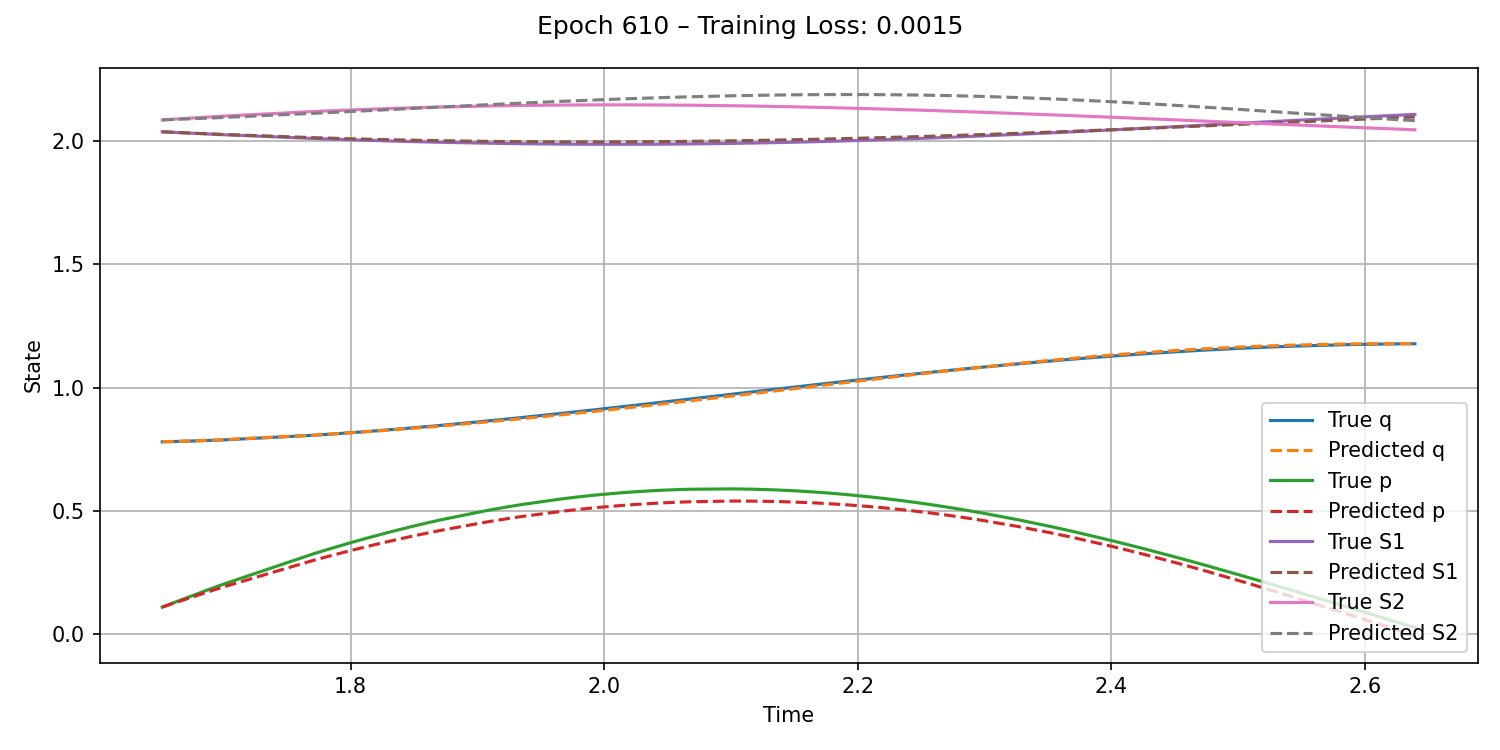 Epoch 610 – Training Loss: 0.0015
2.0
1.5
1.0
0.5
0.0
State
1.8
2.0
2.2
2.4
2.6
Time
True q
Predicted q
True p
Predicted p
True S1
Predicted S1
True S2
Predicted S2